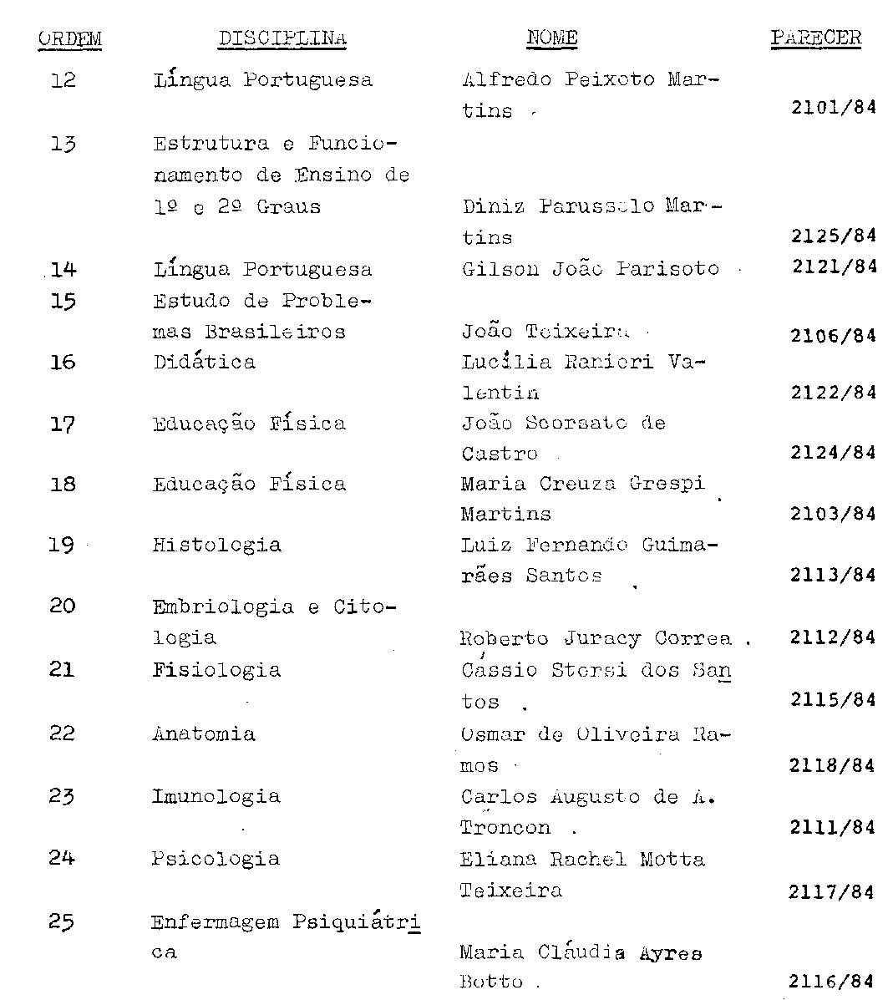 ORDEM DISCIPLINA NOME PARECER
12 Língua Portuguesa Alfredo Peixoto Mar-
tins 2101/84
13 Estrutura e Funcio-
namento de Ensino de
1º e 2º Graus Diniz Parussolo Mar-
tins 2125/84
14 Língua Portuguesa Gilson João Parisoto 2121/84
15 Estudo de Proble-
mas Brasileiros João Teixeira 2106/84
16 Didática Lucília Ranieri Va-
lentin 2122/84
17 Educação Física João Scorsato de
Castro 2124/84
18 Educação Física Maria Creuza Grespi
Martins 2103/84
19 Histologia Luiz Fernando Guima-
rães Santos 2113/84
20 Embriologia e Cito-
logia Roberto Juracy Correa . 2112/84
21 Fisiologia Cássio Stersi dos San
tos . 2115/84
22 Anatomia Osmar de Oliveira Ra-
mos 2118/84
23 Imunologia Carlos Augusto de A.
Troncon . 2111/84
24 Psicologia Eliana Rachel Motta
Teixeira 2117/84
25 Enfermagem Psiquiátri
ca Maria Cláudia Ayres
Botto . 2116/84